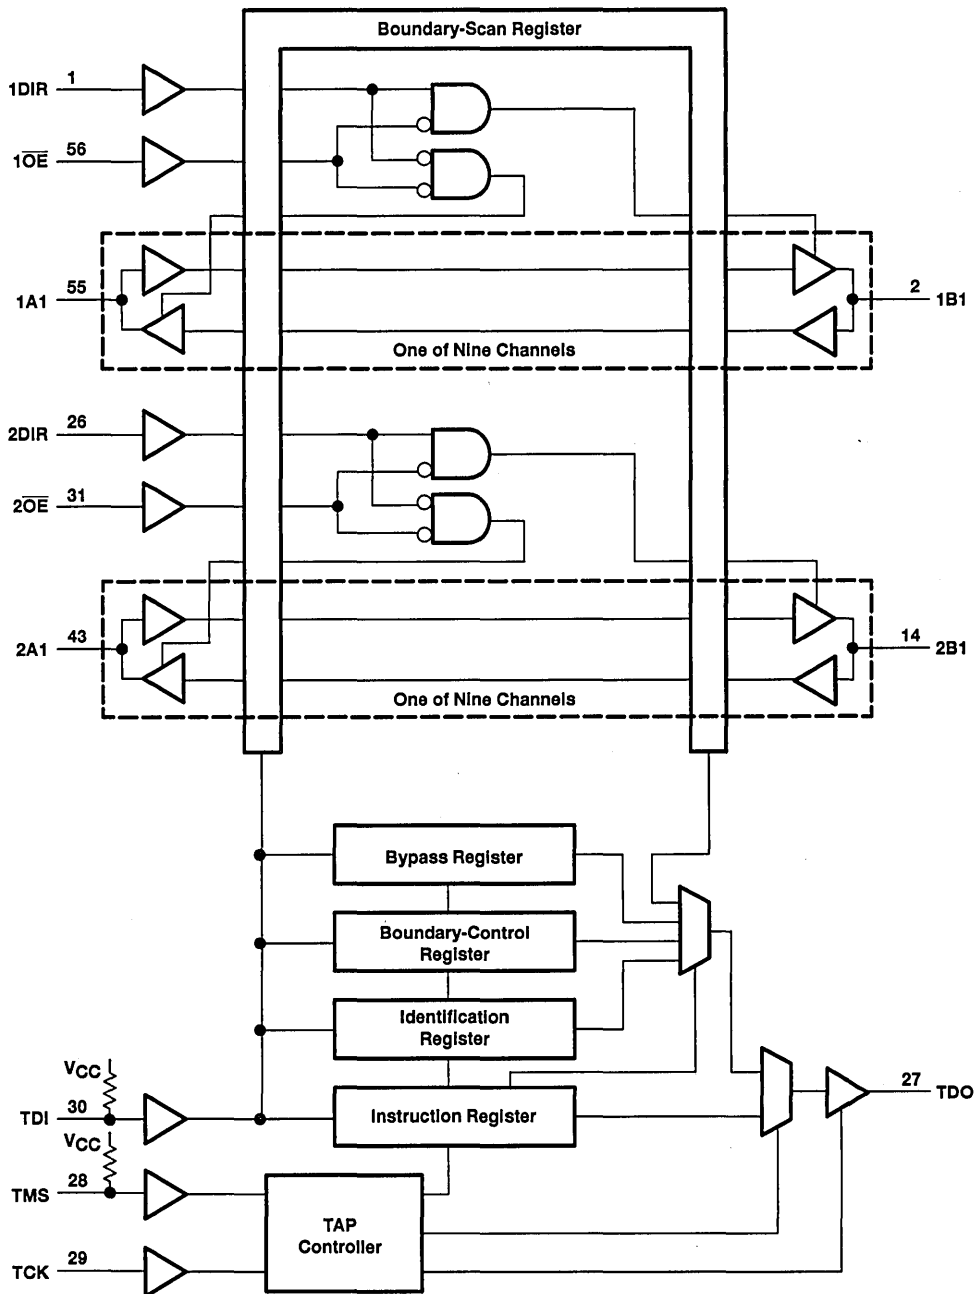 Boundary-Scan Register
1DIR 1
1O̅E̅ 56
1A1 55
2 1B1
One of Nine Channels
2DIR 26
2O̅E̅ 31
2A1 43
14 2B1
One of Nine Channels
Bypass Register
Boundary-Control
Register
Identification
Register
VCC
TDI 30
Instruction Register
27 TDO
VCC
TMS 28
TAP
Controller
TCK 29